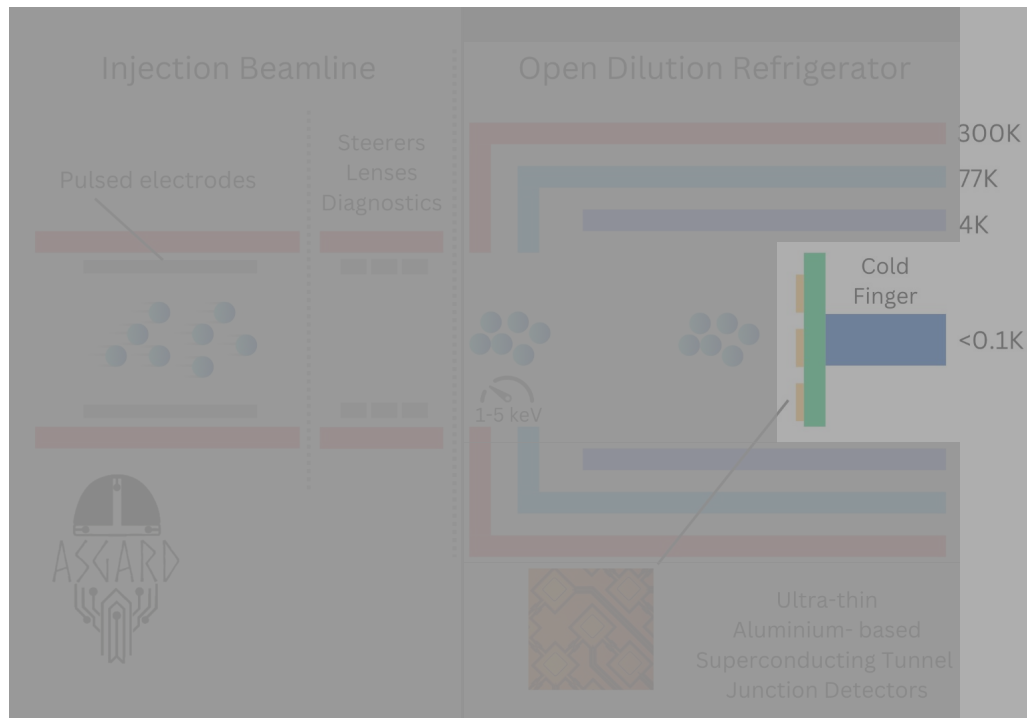 Injection Beamline
Open Dilution Refrigerator
300K
Steerers
Lenses
Diagnostics
Pulsed electrodes
77K
4K
Cold
Finger
<0.1K
1-5 keV
ASGARD
Ultra-thin
Aluminium- based
Superconducting Tunnel
Junction Detectors